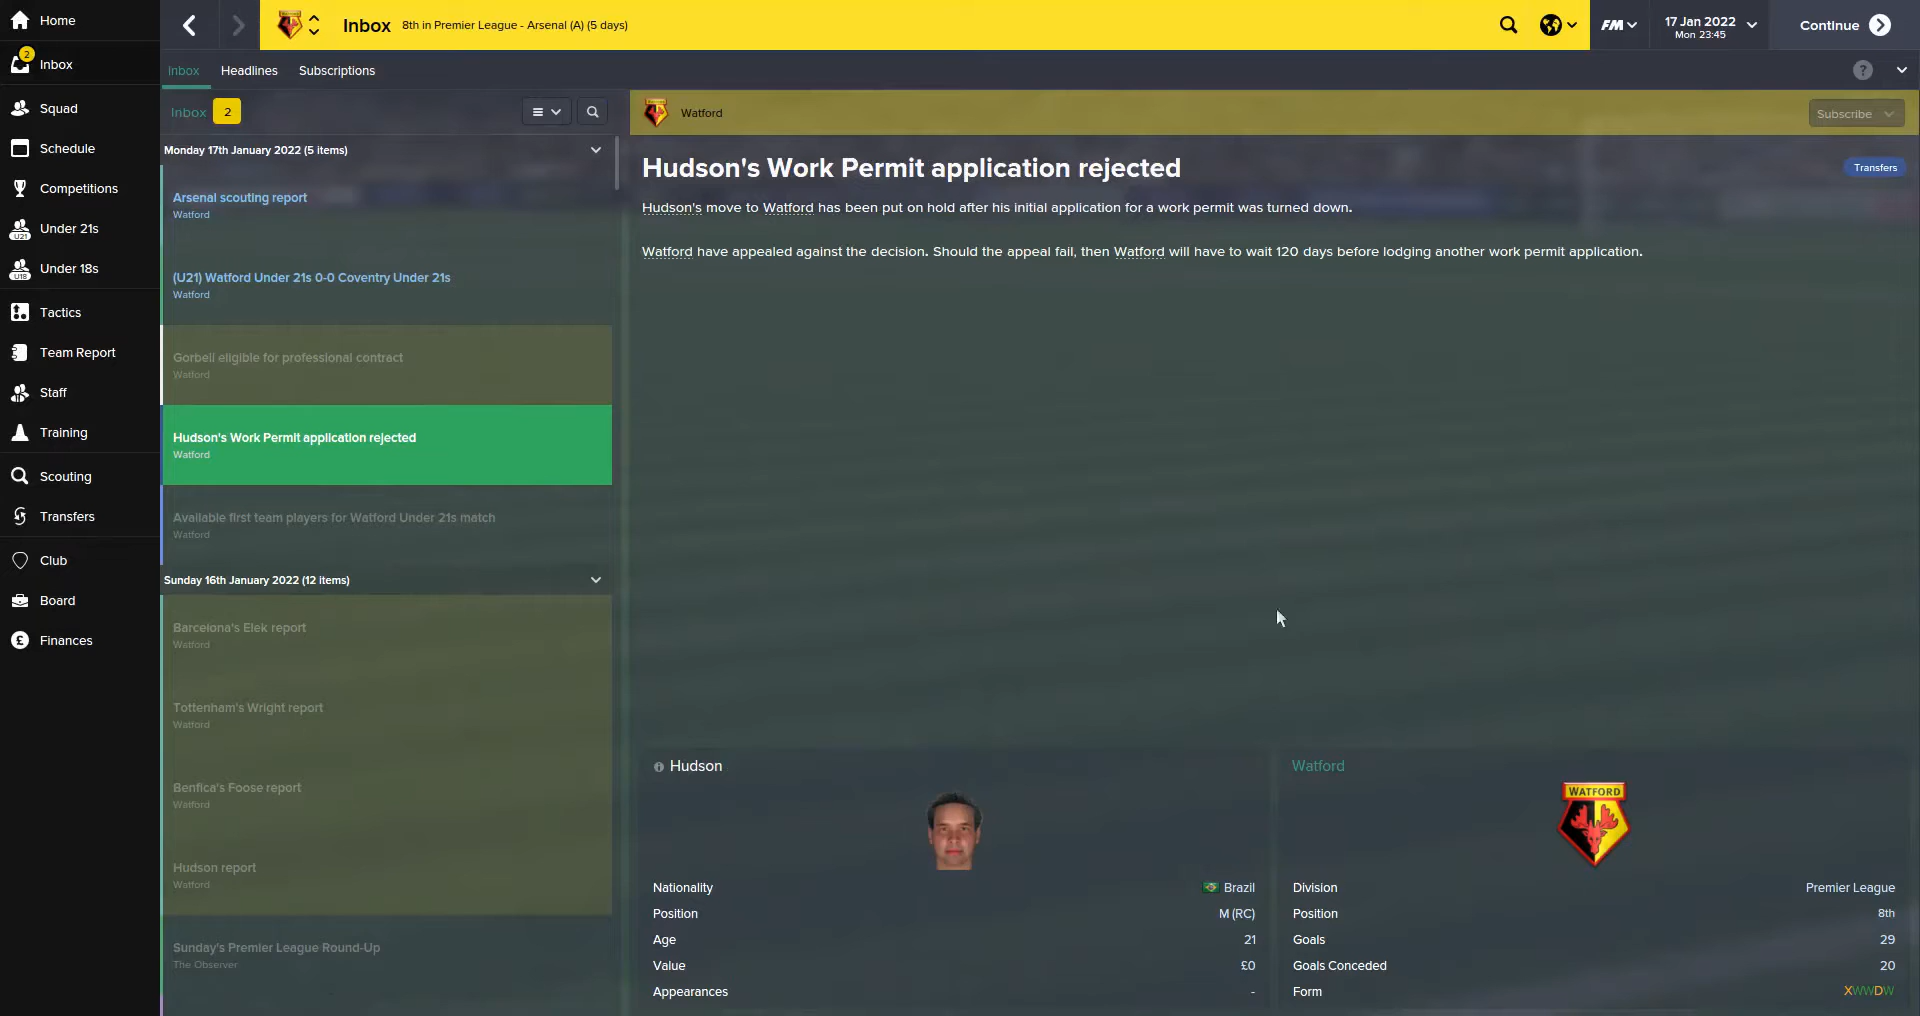 Home
2
Inbox
Squad
Schedule
Competitions
U21
Under 21s
U18
Under 18s
Tactics
Team Report
Staff
Training
Scouting
Transfers
Club
Board
£
Finances
Inbox
8th in Premier League - Arsenal (A) (5 days)
FM
17 Jan 2022
Mon 23:45
Continue
Inbox
Headlines
Subscriptions
?
Inbox
2
Monday 17th January 2022 (5 items)
Arsenal scouting report
Watford
(U21) Watford Under 21s 0-0 Coventry Under 21s
Watford
Gorbell eligible for professional contract
Watford
Hudson's Work Permit application rejected
Watford
Available first team players for Watford Under 21s match
Watford
Sunday 16th January 2022 (12 items)
Barcelona's Elek report
Watford
Tottenham's Wright report
Watford
Benfica's Foose report
Watford
Hudson report
Watford
Sunday's Premier League Round-Up
The Observer
Watford
Subscribe
Hudson's Work Permit application rejected
Transfers
Hudson's move to Watford has been put on hold after his initial application for a work permit was turned down.
Watford have appealed against the decision. Should the appeal fail, then Watford will have to wait 120 days before lodging another work permit application.
Hudson
Nationality
Brazil
Position
M (RC)
Age
21
Value
£0
Appearances
-
Watford
WATFORD
Division
Premier League
Position
8th
Goals
29
Goals Conceded
20
Form
XWWDW